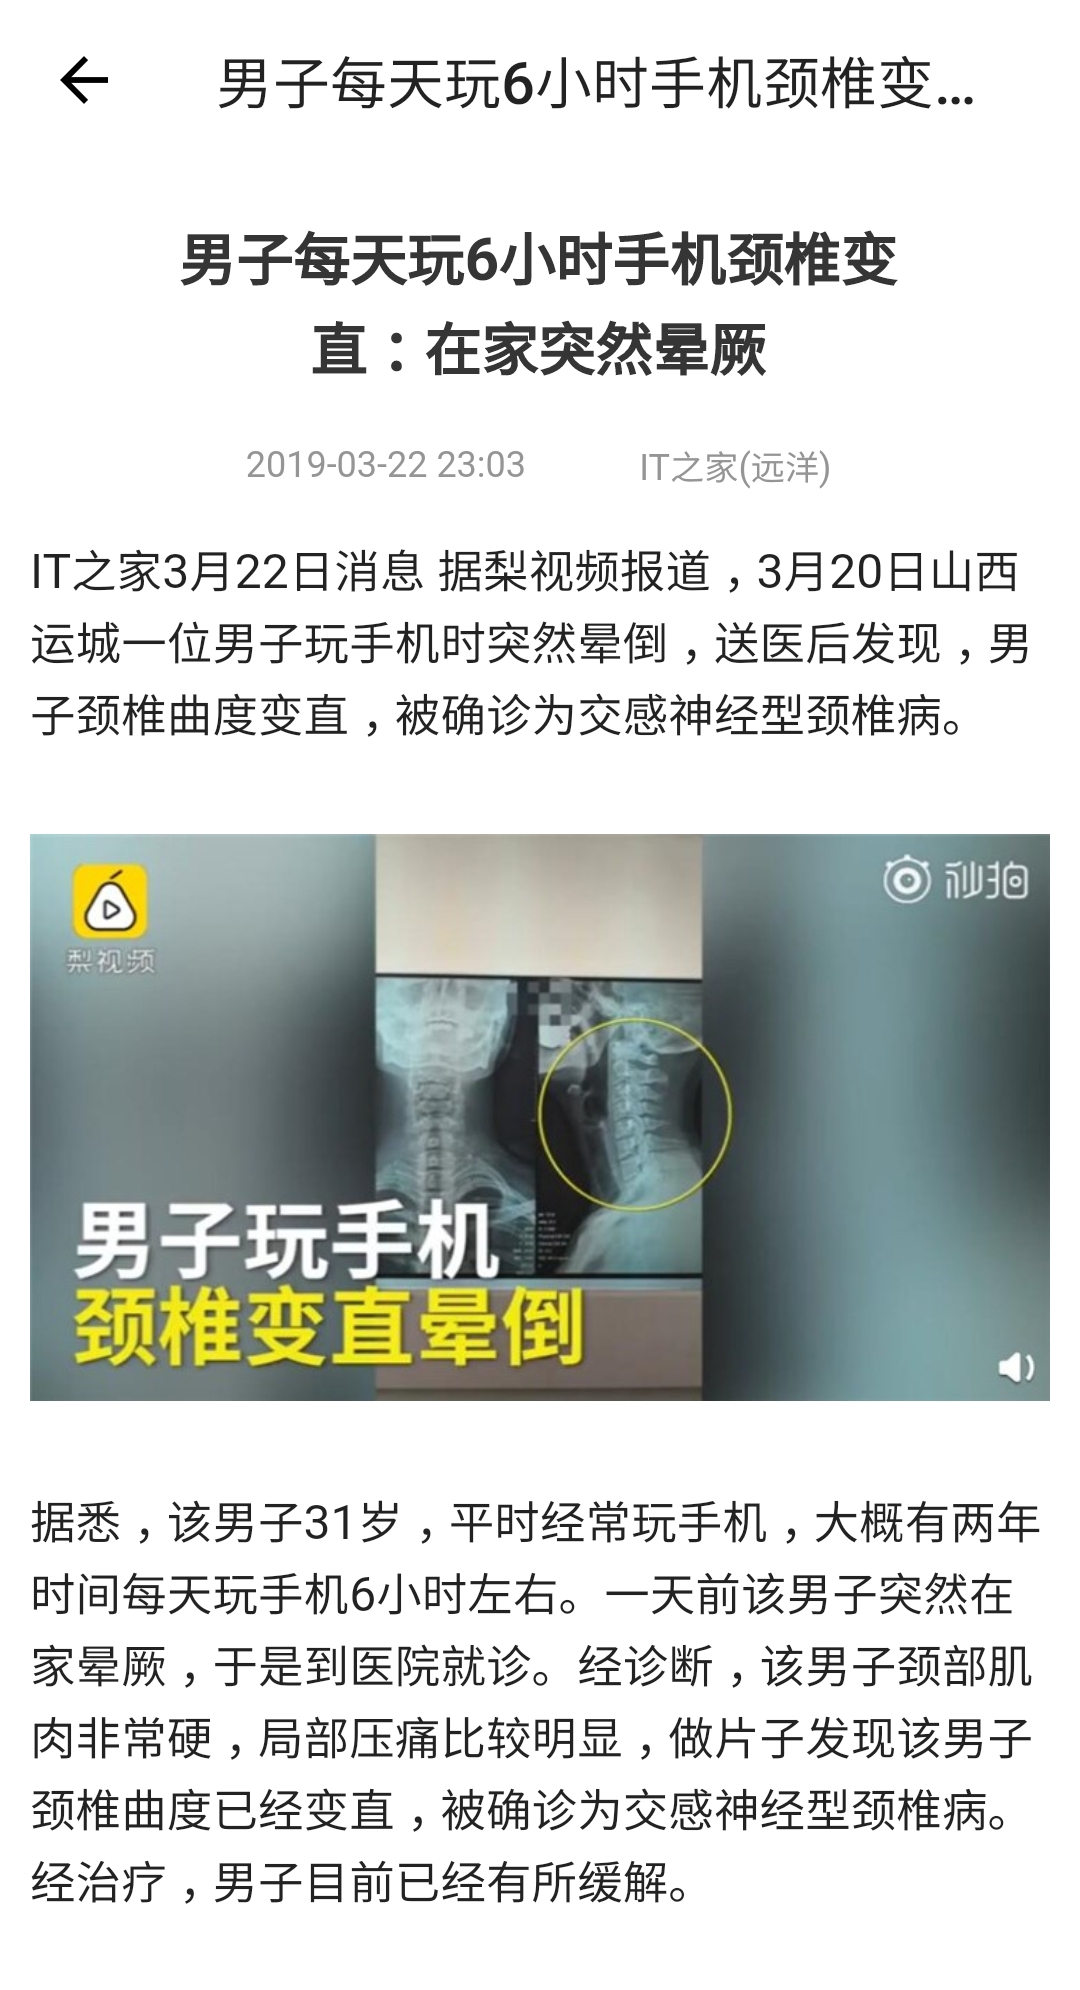 男子每天玩6小时手机颈椎变...
男子每天玩6小时手机颈椎变
直：在家突然晕厥
2019-03-22 23:03 IT之家(远洋)
IT之家3月22日消息 据梨视频报道，3月20日山西
运城一位男子玩手机时突然晕倒，送医后发现，男
子颈椎曲度变直，被确诊为交感神经型颈椎病。
梨视频
秒拍
男子玩手机
颈椎变直晕倒
据悉，该男子31岁，平时经常玩手机，大概有两年
时间每天玩手机6小时左右。一天前该男子突然在
家晕厥，于是到医院就诊。经诊断，该男子颈部肌
肉非常硬，局部压痛比较明显，做片子发现该男子
颈椎曲度已经变直，被确诊为交感神经型颈椎病。
经治疗，男子目前已经有所缓解。